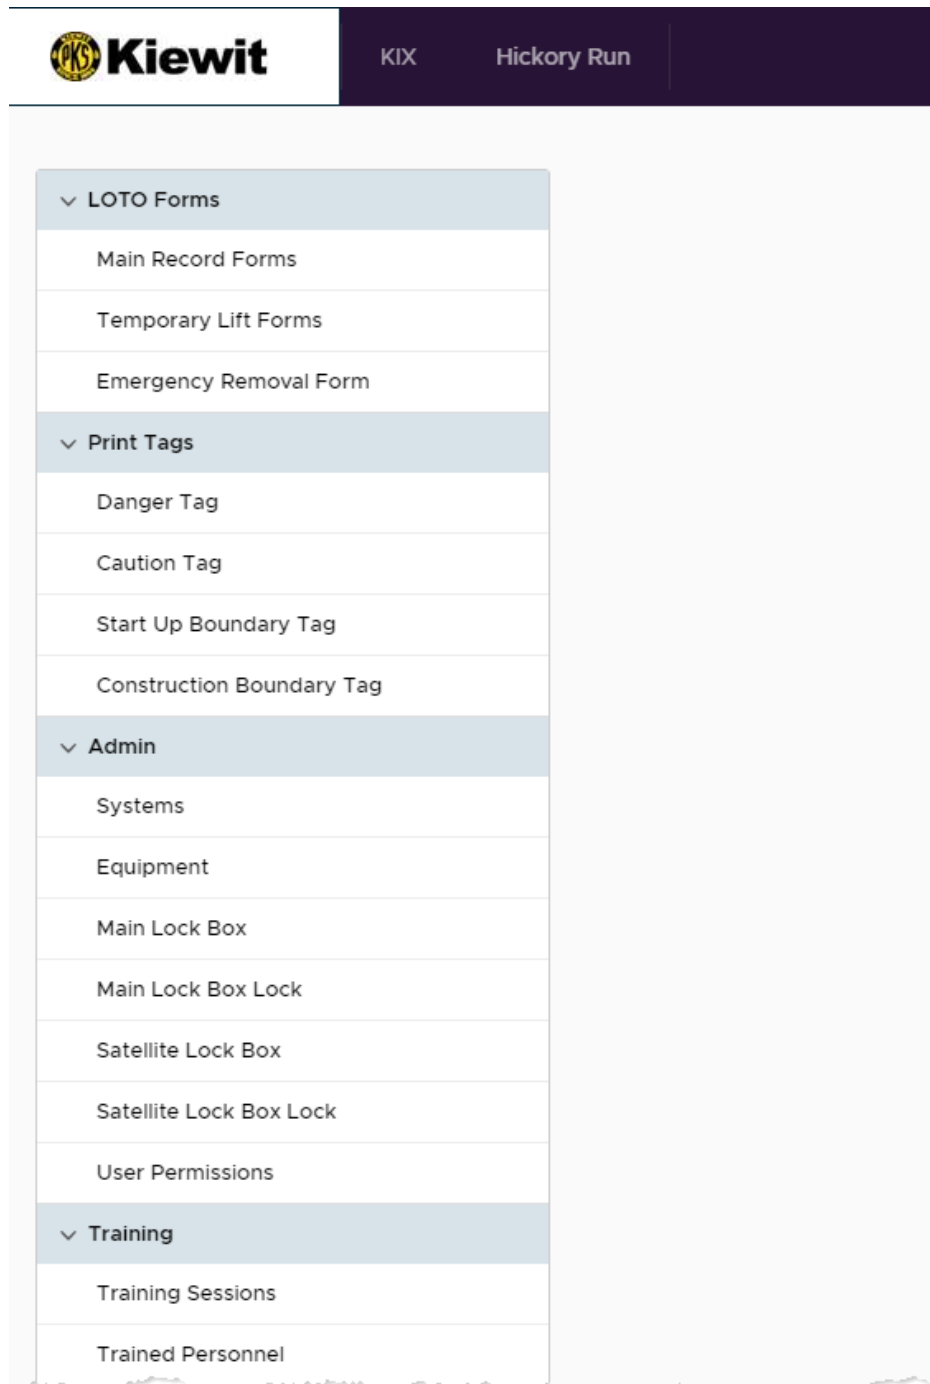 PKS Kiewit KIX Hickory Run
LOTO Forms
Main Record Forms
Temporary Lift Forms
Emergency Removal Form
Print Tags
Danger Tag
Caution Tag
Start Up Boundary Tag
Construction Boundary Tag
Admin
Systems
Equipment
Main Lock Box
Main Lock Box Lock
Satellite Lock Box
Satellite Lock Box Lock
User Permissions
Training
Training Sessions
Trained Personnel